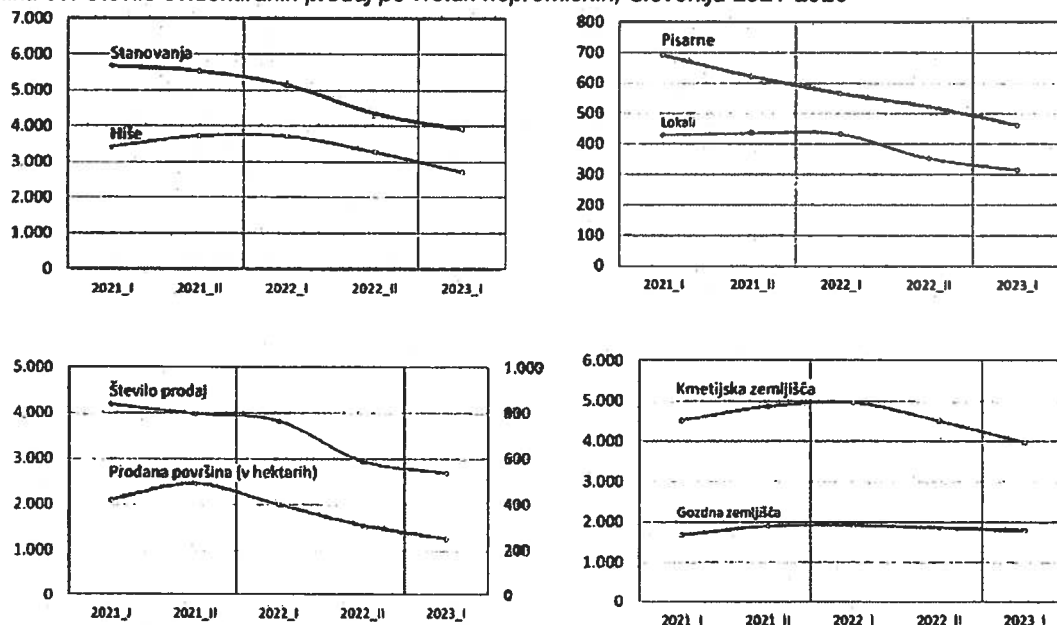 7.000
6.000
5.000
4.000
3.000
2.000
1.000
0
Stanovanja
Hiše
2021_I
2021_II
2022_I
2022_II
2023_I
800
700
600
500
400
300
200
100
0
Pisarne
Lokali
2021_I
2021_II
2022_I
2022_II
2023_I
5.000
4.000
3.000
2.000
1.000
0
Število prodaj
Prodana površina (v hektarih)
1.000
800
600
400
200
0
2021_I
2021_II
2022_I
2022_II
2023_I
6.000
5.000
4.000
3.000
2.000
1.000
0
Kmetijska zemljišča
Gozdna zemljišča
2021_I
2021_II
2022_I
2022_II
2023_I